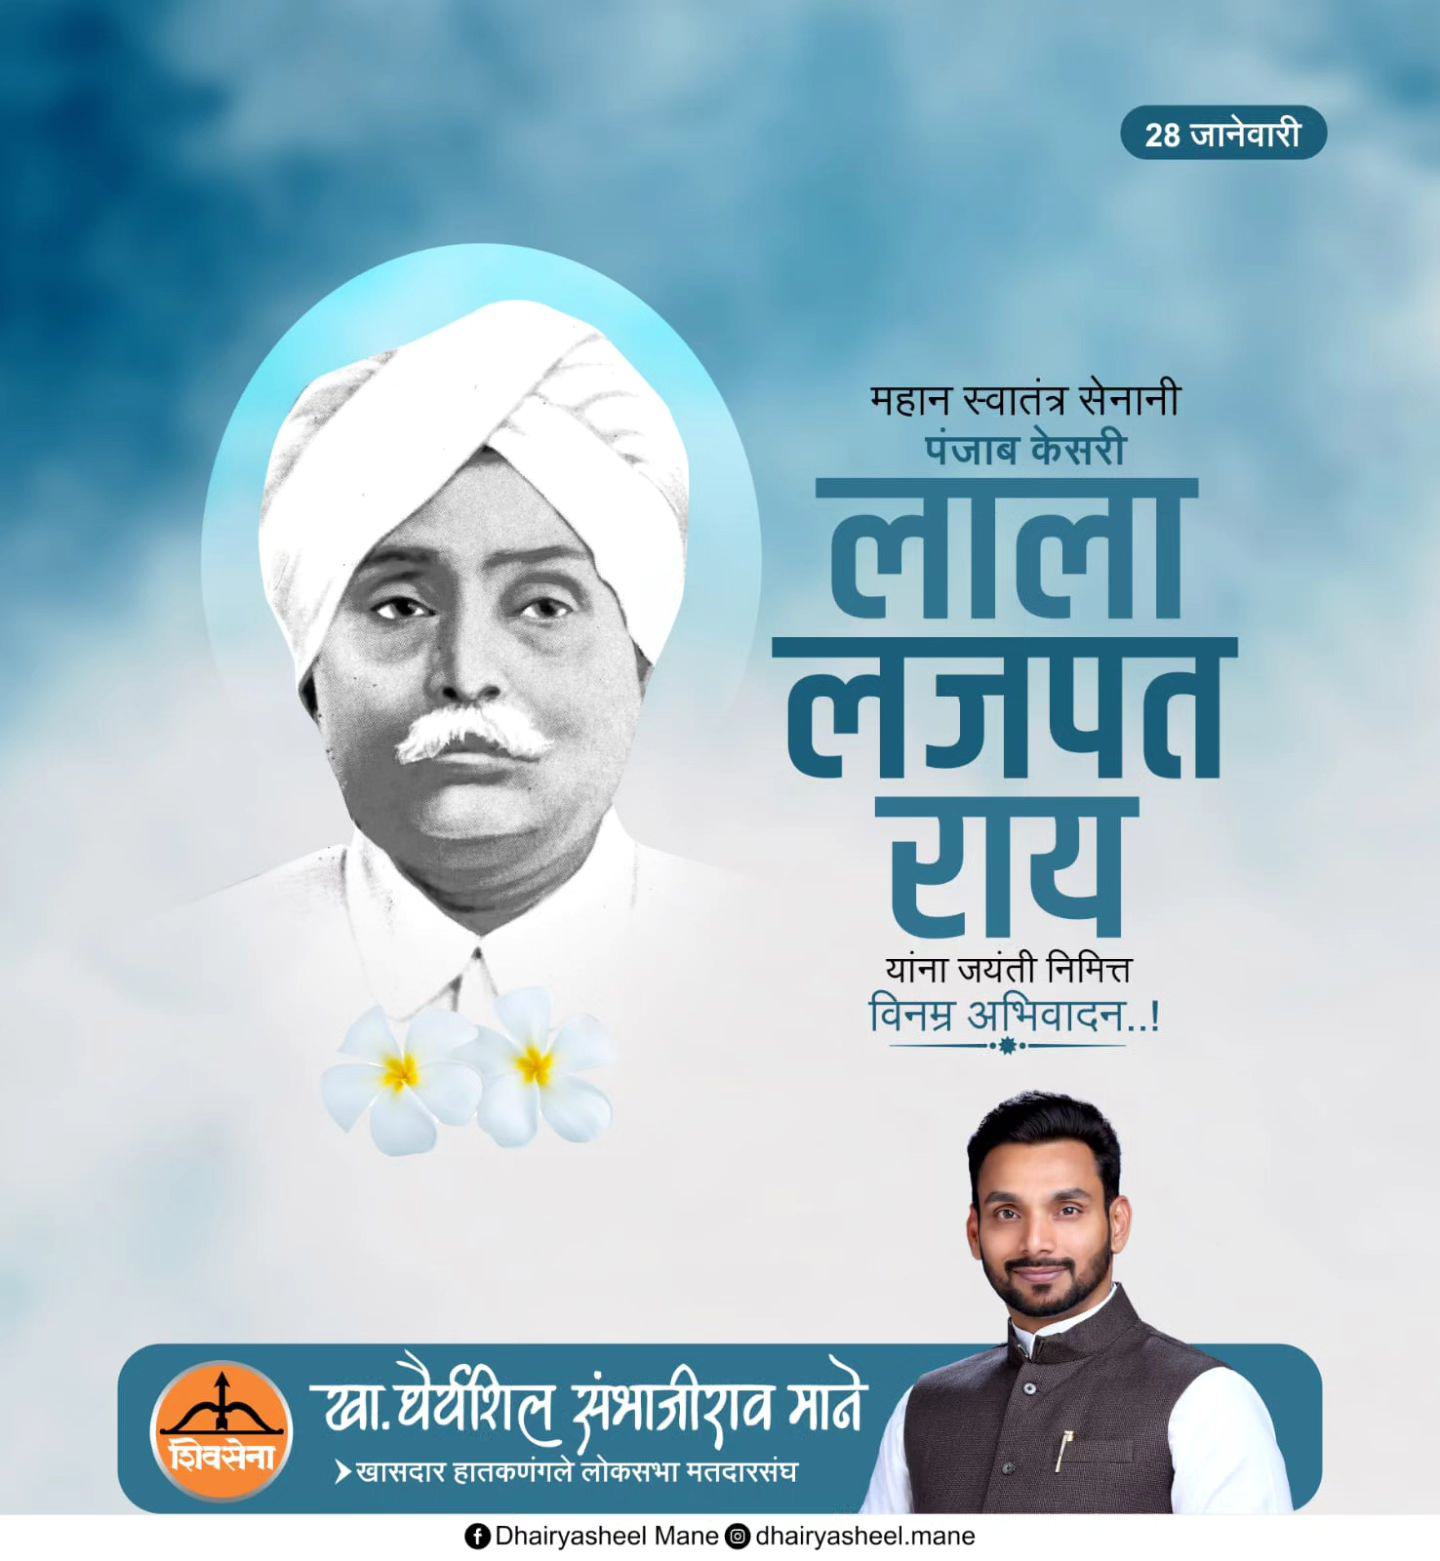 28 जानेवारी
महान स्वातंत्र सेनानी
पंजाब केसरी
लाला
लजपत
राय
यांना जयंती निमित्त
विनम्र अभिवादन..!
शिवसेना
खा. धैर्यशिल संभाजीराव माने
खासदार हातकणंगले लोकसभा मतदारसंघ
Dhairyasheel Mane dhairyasheel.mane